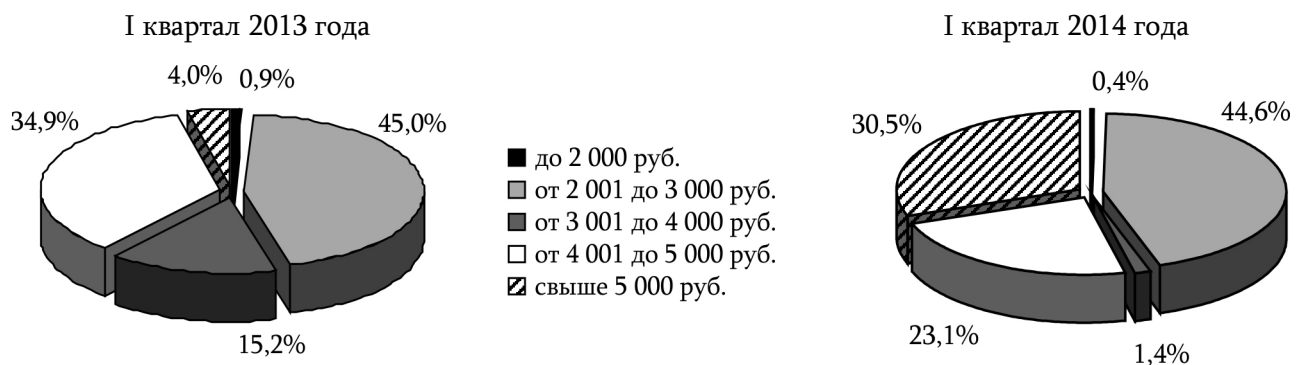 I квартал 2013 года
4,0% 0,9%
34,9%
45,0%
15,2%
до 2 000 руб.
от 2 001 до 3 000 руб.
от 3 001 до 4 000 руб.
от 4 001 до 5 000 руб.
свыше 5 000 руб.
I квартал 2014 года
0,4%
44,6%
30,5%
23,1%
1,4%